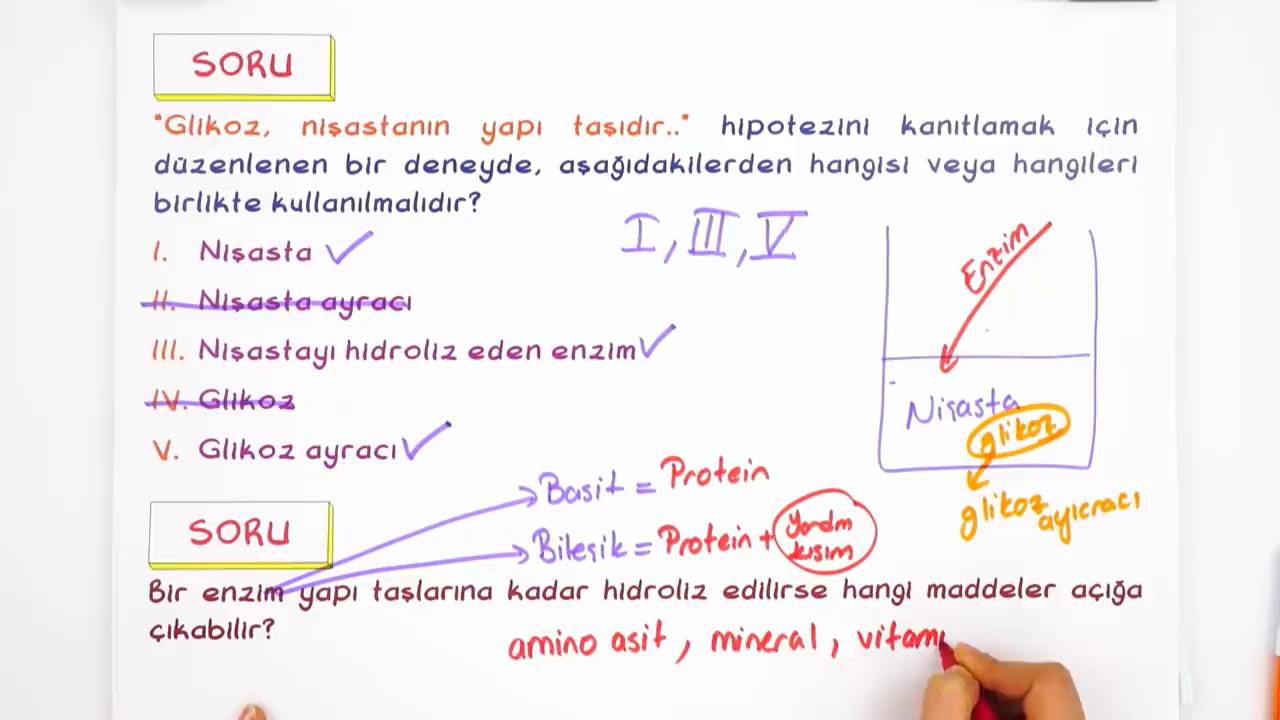 SORU
"Glikoz, nişastanın yapı taşıdır.." hipotezini kanıtlamak için
düzenlenen bir deneyde, aşağıdakilerden hangisi veya hangileri
birlikte kullanılmalıdır?
I, III, V
I. Nişasta
II. Nişasta ayracı
III. Nişastayı hidroliz eden enzim
IV. Glikoz
V. Glikoz ayracı
Enzim
Nişasta
glikoz
glikoz ayıracı
Basit = Protein
Bileşik = Protein + Yardım
kısım
SORU
Bir enzim yapı taşlarına kadar hidroliz edilirse hangi maddeler açığa
çıkabilir?
amino asit, mineral, vitam